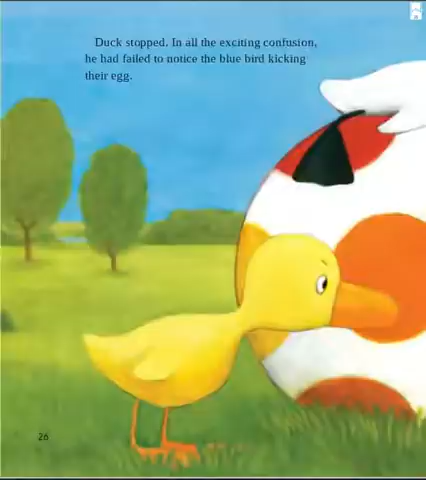 Duck stopped. In all the exciting confusion,
he had failed to notice the blue bird kicking
their egg.
26